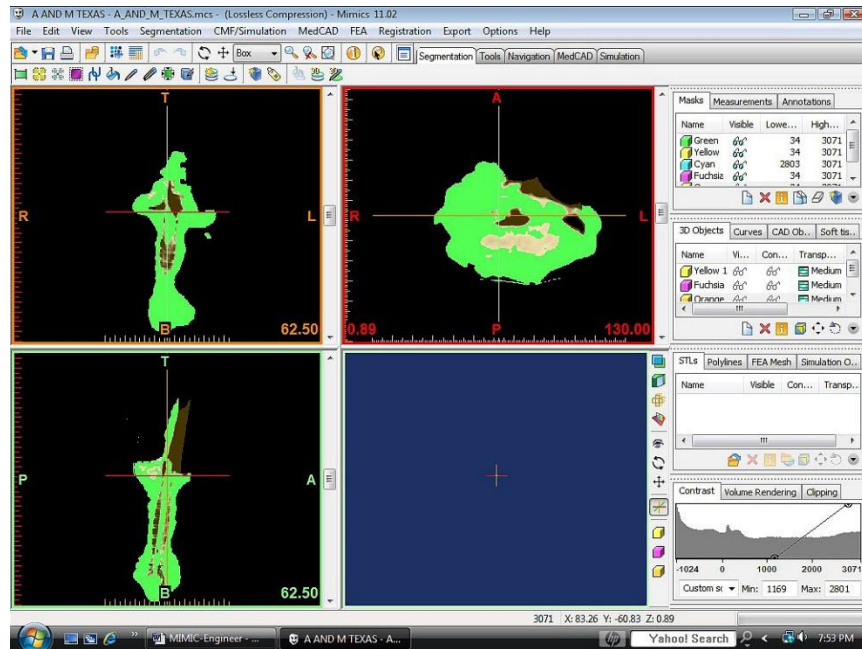 A AND M TEXAS - A_AND_M_TEXAS.mcs - (Lossless Compression) - Mimics 11.02
File Edit View Tools Segmentation CMF/Simulation MedCAD FEA Registration Export Options Help
Box
Segmentation Tools Navigation MedCAD Simulation
T
R
L
B
62.50
A
R
L
0.89
P
130.00
T
P
A
B
62.50
Masks Measurements Annotations
Name Visible Lowe... High...
Green 34 3071
Yellow 34 3071
Cyan 2803 3071
Fuchsia 34 3071
3D Objects Curves CAD Ob.. Soft tis..
Name Vi... Con... Transp...
Yellow 1 Medium
Fuchsia Medium
Orange Medium
STLs Polylines FEA Mesh Simulation O..
Name Visible Con... Transp...
Contrast Volume Rendering Clipping
-1024 0 1000 2000 3071
Custom sc Min: 1169 Max: 2801
3071 X: 83.26 Y: -60.83 Z: 0.89
MIMIC-Engineer - ...
A AND M TEXAS - A...
hp
Yahoo! Search
7:53 PM